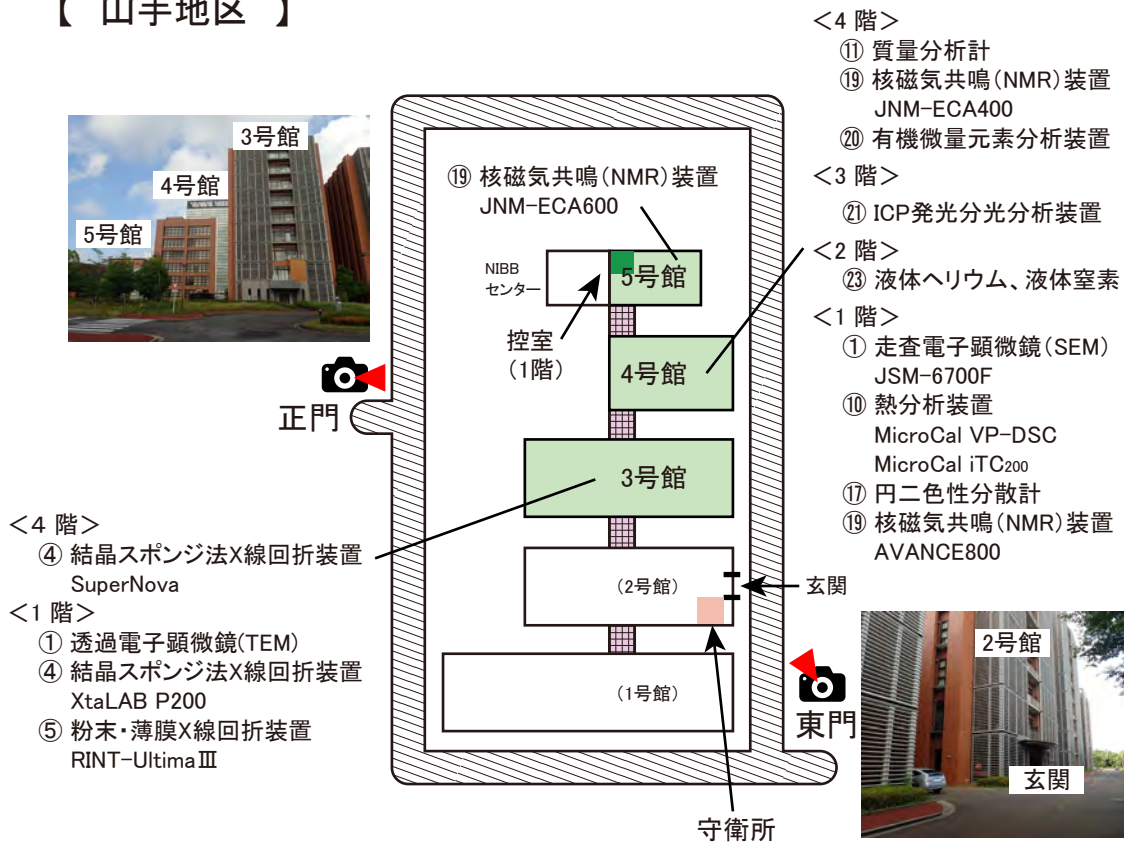 【 山手地区 】
3号館
4号館
5号館
⑲ 核磁気共鳴(NMR)装置
JNM-ECA600
NIBB
センター
5号館
控室
(1階)
4号館
正門
3号館
(2号館)
玄関
(1号館)
東門
守衛所
<4 階>
⑪ 質量分析計
⑲ 核磁気共鳴(NMR)装置
JNM-ECA400
⑳ 有機微量元素分析装置
<3 階>
㉑ ICP発光分光分析装置
<2 階>
㉓ 液体ヘリウム、液体窒素
<1 階>
① 走査電子顕微鏡(SEM)
JSM-6700F
⑩ 熱分析装置
MicroCal VP-DSC
MicroCal iTC200
⑰ 円二色性分散計
⑲ 核磁気共鳴(NMR)装置
AVANCE800
<4 階>
④ 結晶スポンジ法X線回折装置
SuperNova
<1 階>
① 透過電子顕微鏡(TEM)
④ 結晶スポンジ法X線回折装置
XtaLAB P200
⑤ 粉末・薄膜X線回折装置
RINT-UltimaⅢ
2号館
玄関